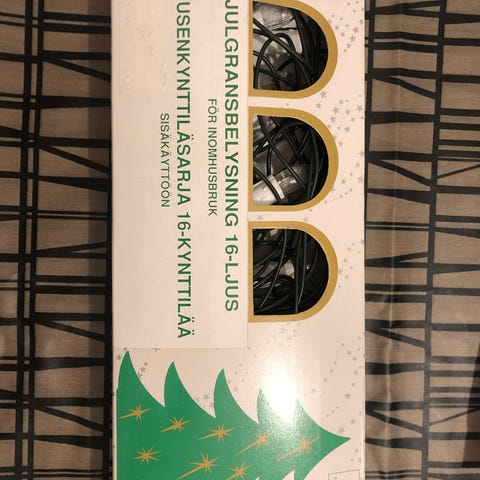 JULGRANSBELYSNING 16-LJUS
FÖR INOMHUSBRUK
USENKYNTTILÄSARJA 16-KYNTTILÄÄ
SISÄKÄYTTÖÖN